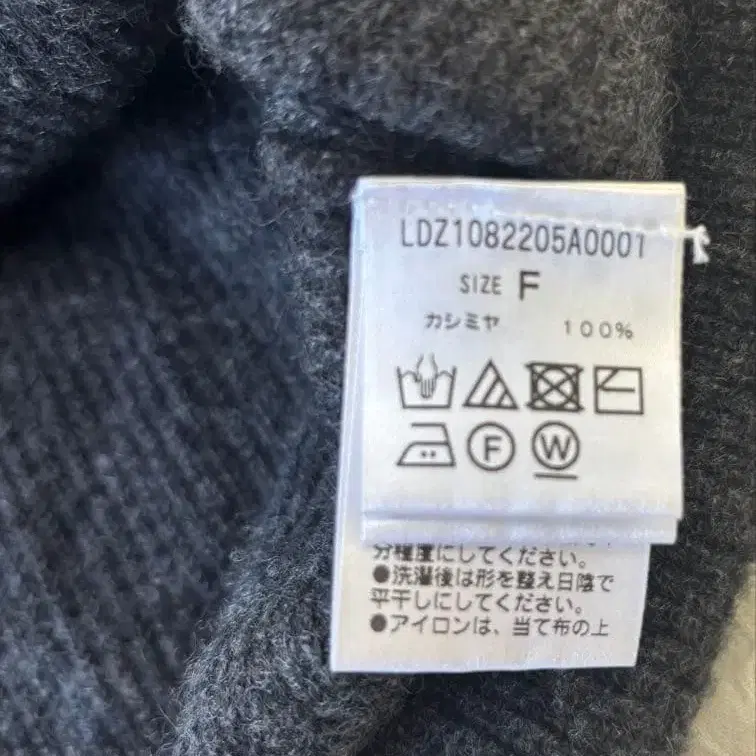 LDZ1082205A0001
SIZE F
カシミヤ 100%
F W
分程度にしてください。
●洗濯後は形を整え日陰で
平干しにしてください。
●アイロンは、当て布の上